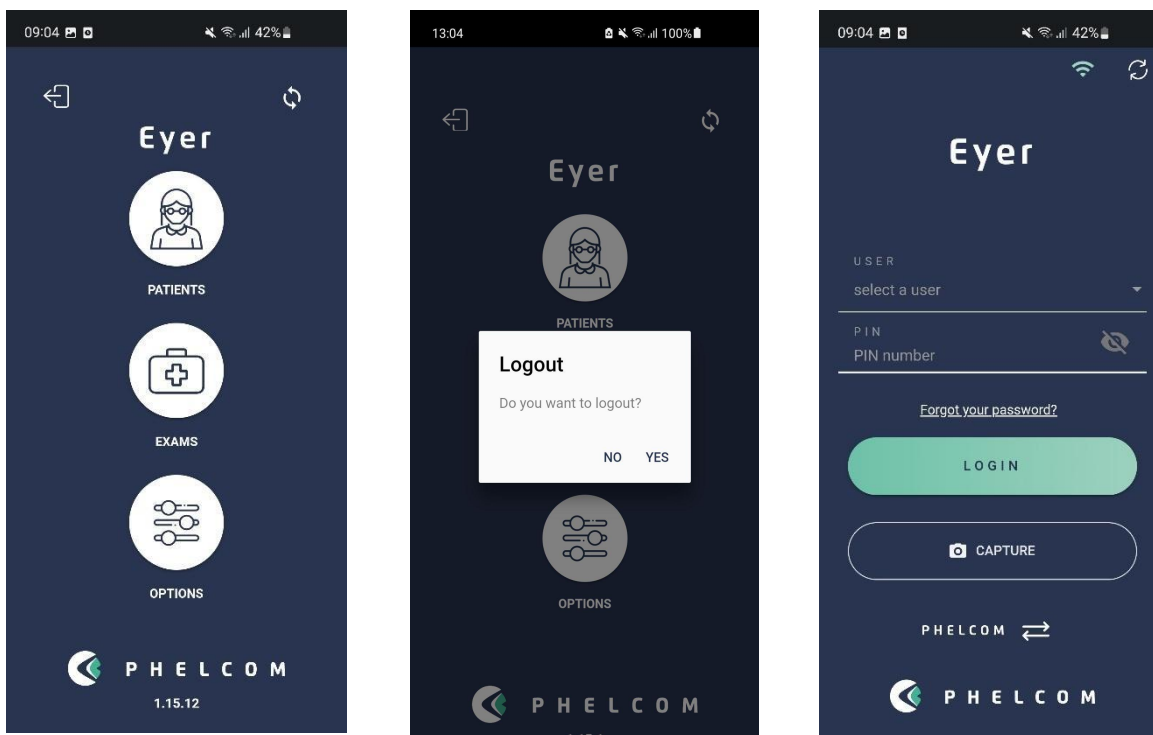 09:04 42%
Eyer
PATIENTS
EXAMS
OPTIONS
PHELCOM
1.15.12
13:04 100%
Eyer
PATIENTS
Logout
Do you want to logout?
NO YES
OPTIONS
PHELCOM
09:04 42%
Eyer
USER
select a user
PIN
PIN number
Forgot your password?
LOGIN
CAPTURE
PHELCOM
PHELCOM